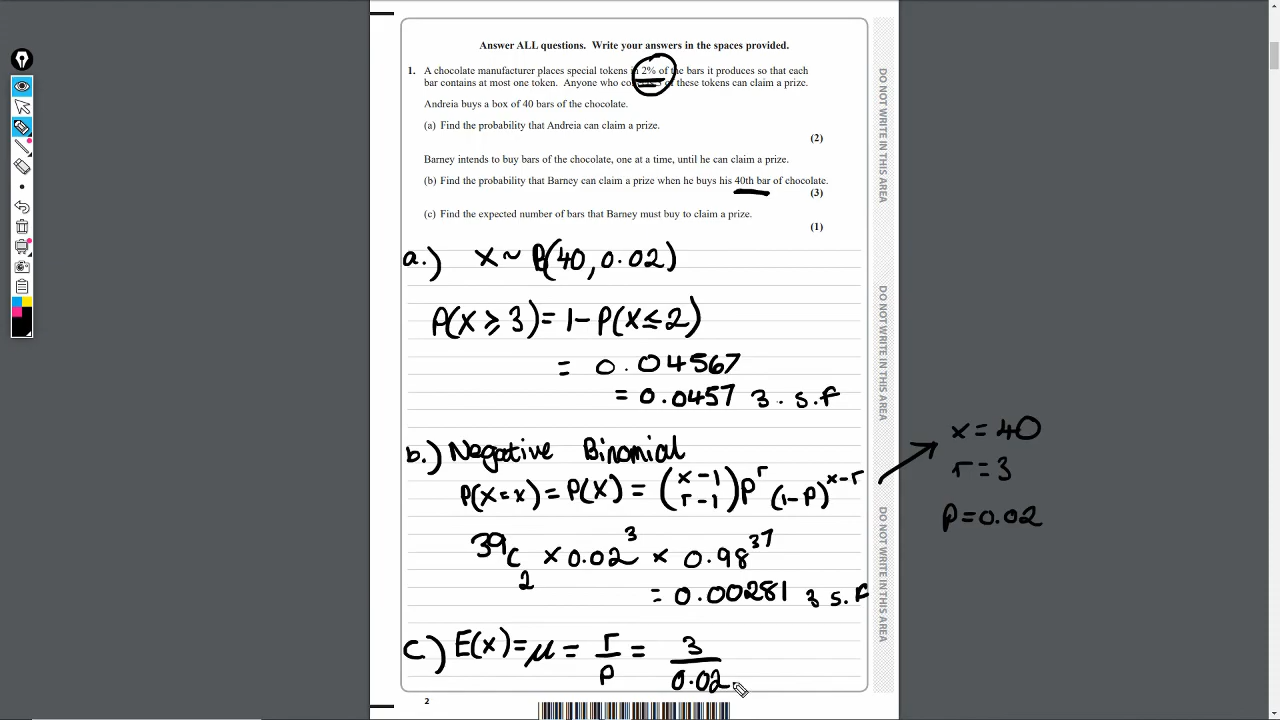 Answer ALL questions. Write your answers in the spaces provided.
1. A chocolate manufacturer places special tokens in 2% of the bars it produces so that each
bar contains at most one token. Anyone who of these tokens can claim a prize.
Andreia buys a box of 40 bars of the chocolate.
(a) Find the probability that Andreia can claim a prize.
(2)
Barney intends to buy bars of the chocolate, one at a time, until he can claim a prize.
(b) Find the probability that Barney can claim a prize when he buys his 40th bar of chocolate.
(3)
(c) Find the expected number of bars that Barney must buy to claim a prize.
(1)
a.) X ~ B(40, 0.02)
P(X ≥ 3) = 1 - P(X ≤ 2)
= 0.04567
= 0.0457 3.s.f
b.) Negative Binomial
P(X = x) = P(X) = (x-1 r-1) p^r (1-p)^x-r
39C2 × 0.02^3 × 0.98^37
= 0.00281 3 s.f
c.) E(x) = μ = r/p = 3/0.02
x = 40
r = 3
p = 0.02
2
DO NOT WRITE IN THIS AREA
DO NOT WRITE IN THIS AREA
DO NOT WRITE IN THIS AREA